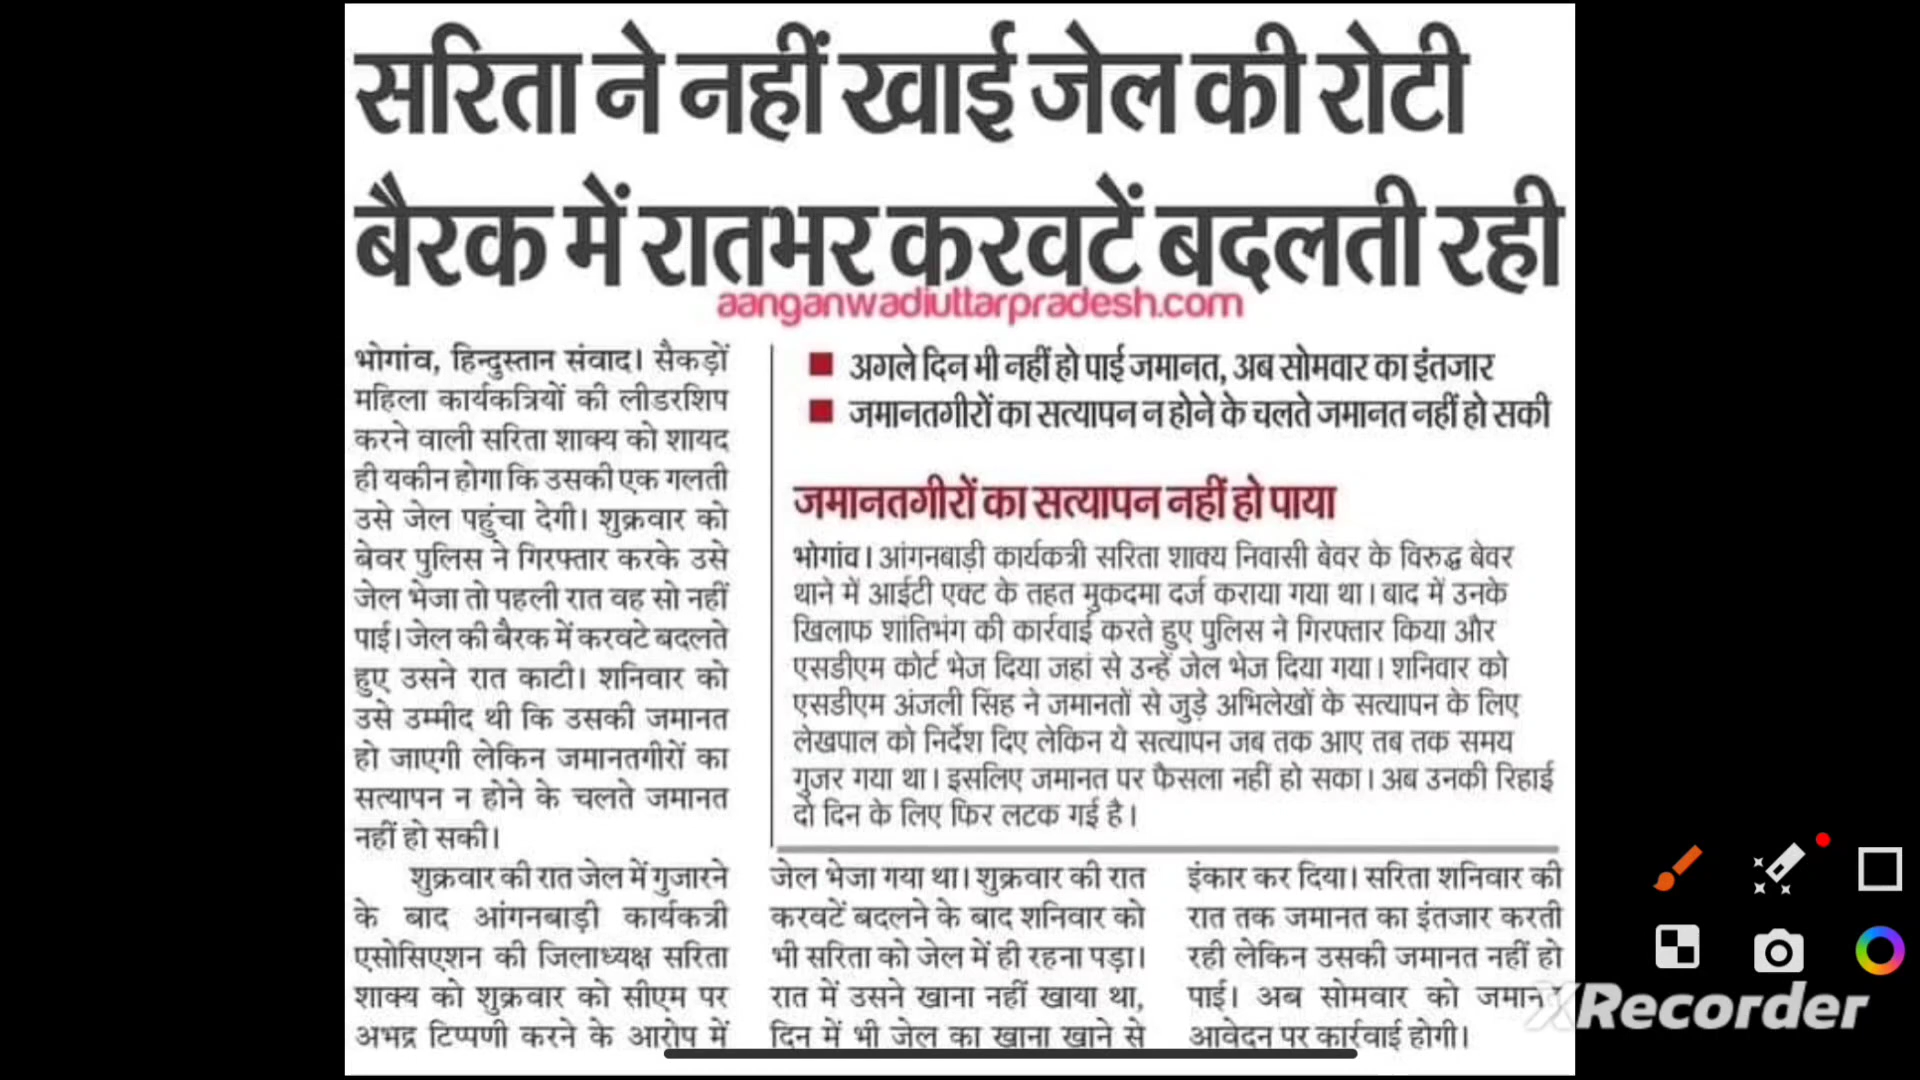 सरिता ने नहीं खाई जेल की रोटी
बैरक में रातभर करवटें बदलती रही
aanganwadiuttarpradesh.com
भोगांव, हिन्दुस्तान संवाद। सैकड़ों
महिला कार्यकत्रियों की लीडरशिप
करने वाली सरिता शाक्य को शायद
ही यकीन होगा कि उसकी एक गलती
उसे जेल पहुंचा देगी। शुक्रवार को
बेवर पुलिस ने गिरफ्तार करके उसे
जेल भेजा तो पहली रात वह सो नहीं
पाई। जेल की बैरक में करवटे बदलते
हुए उसने रात काटी। शनिवार को
उसे उम्मीद थी कि उसकी जमानत
हो जाएगी लेकिन जमानतगीरों का
सत्यापन न होने के चलते जमानत
नहीं हो सकी।
शुक्रवार की रात जेल में गुजारने
के बाद आंगनबाड़ी कार्यकत्री
एसोसिएशन की जिलाध्यक्ष सरिता
शाक्य को शुक्रवार को सीएम पर
अभद्र टिप्पणी करने के आरोप में
■ अगले दिन भी नहीं हो पाई जमानत, अब सोमवार का इंतजार
■ जमानतगीरों का सत्यापन न होने के चलते जमानत नहीं हो सकी
जमानतगीरों का सत्यापन नहीं हो पाया
भोगांव। आंगनबाड़ी कार्यकत्री सरिता शाक्य निवासी बेवर के विरुद्ध बेवर
थाने में आईटी एक्ट के तहत मुकदमा दर्ज कराया गया था। बाद में उनके
खिलाफ शांतिभंग की कार्रवाई करते हुए पुलिस ने गिरफ्तार किया और
एसडीएम कोर्ट भेज दिया जहां से उन्हें जेल भेज दिया गया। शनिवार को
एसडीएम अंजली सिंह ने जमानतों से जुड़े अभिलेखों के सत्यापन के लिए
लेखपाल को निर्देश दिए लेकिन ये सत्यापन जब तक आए तब तक समय
गुजर गया था। इसलिए जमानत पर फैसला नहीं हो सका। अब उनकी रिहाई
दो दिन के लिए फिर लटक गई है।
जेल भेजा गया था। शुक्रवार की रात
करवटें बदलने के बाद शनिवार को
भी सरिता को जेल में ही रहना पड़ा।
रात में उसने खाना नहीं खाया था,
दिन में भी जेल का खाना खाने से
इंकार कर दिया। सरिता शनिवार की
रात तक जमानत का इंतजार करती
रही लेकिन उसकी जमानत नहीं हो
पाई। अब सोमवार को जमानत
आवेदन पर कार्रवाई होगी।
XRecorder